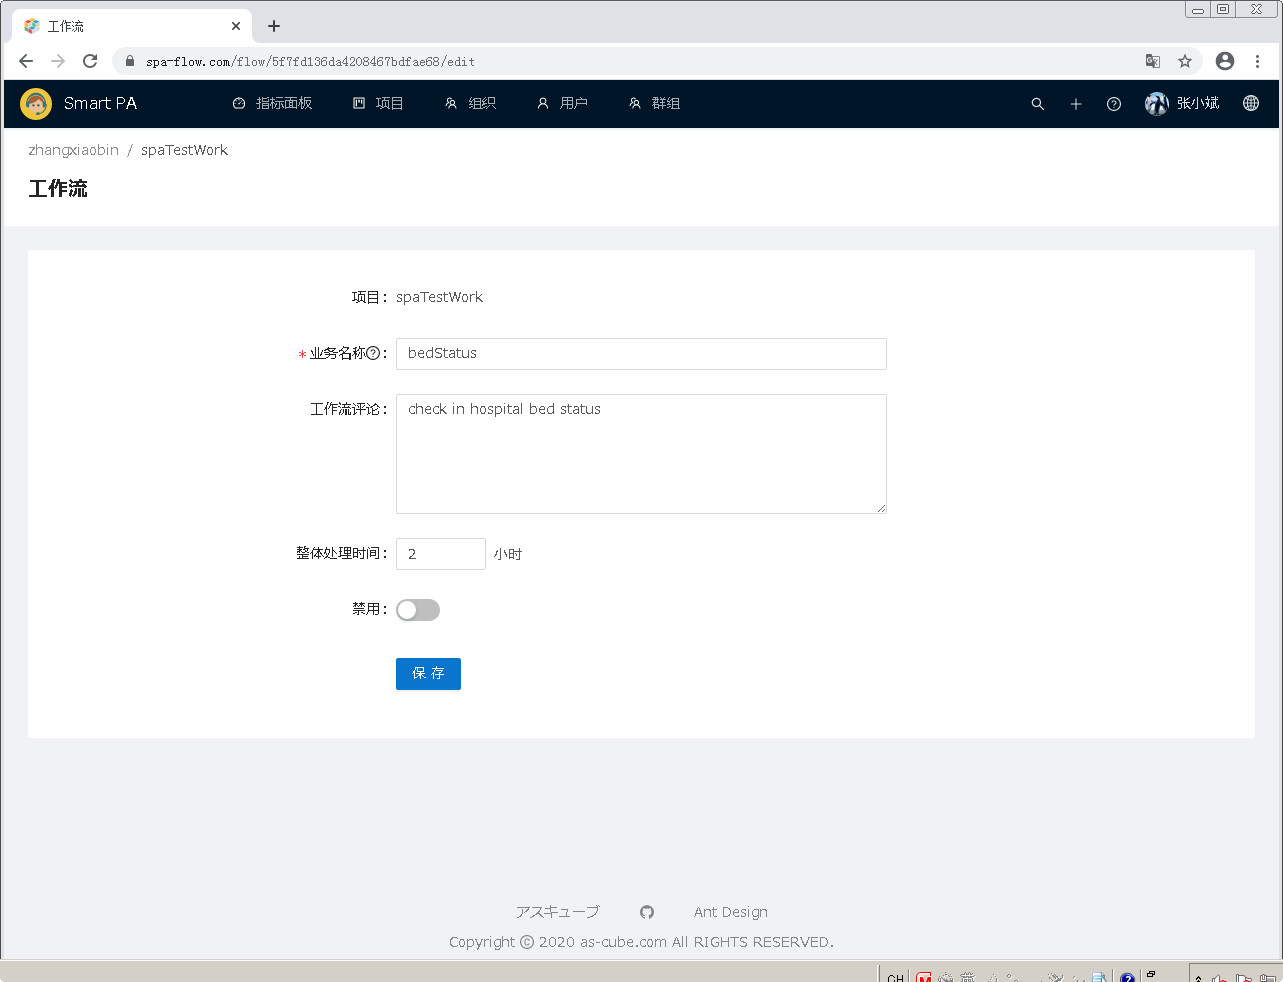 工作流
spa-flow.com/flow/5f7fd136da4208467bdfae68/edit
Smart PA 指标面板 项目 组织 用户 群组 张小斌
zhangxiaobin / spaTestWork
工作流
项目: spaTestWork
* 业务名称 ? : bedStatus
工作流评论: check in hospital bed status
整体处理时间: 2 小时
禁用:
保 存
アスキューブ Ant Design
Copyright © 2020 as-cube.com All RIGHTS RESERVED.
CH